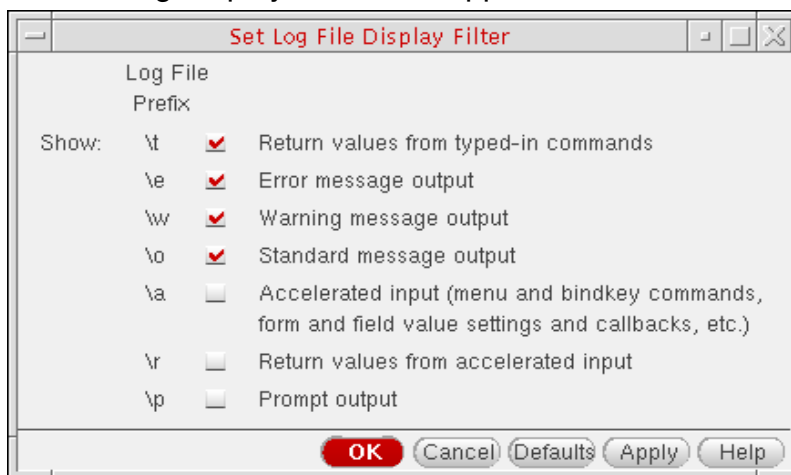 Set Log File Display Filter
Log File
Prefix
Show: \t Return values from typed-in commands
\e Error message output
\w Warning message output
\o Standard message output
\a Accelerated input (menu and bindkey commands,
form and field value settings and callbacks, etc.)
\r Return values from accelerated input
\p Prompt output
OK Cancel Defaults Apply Help